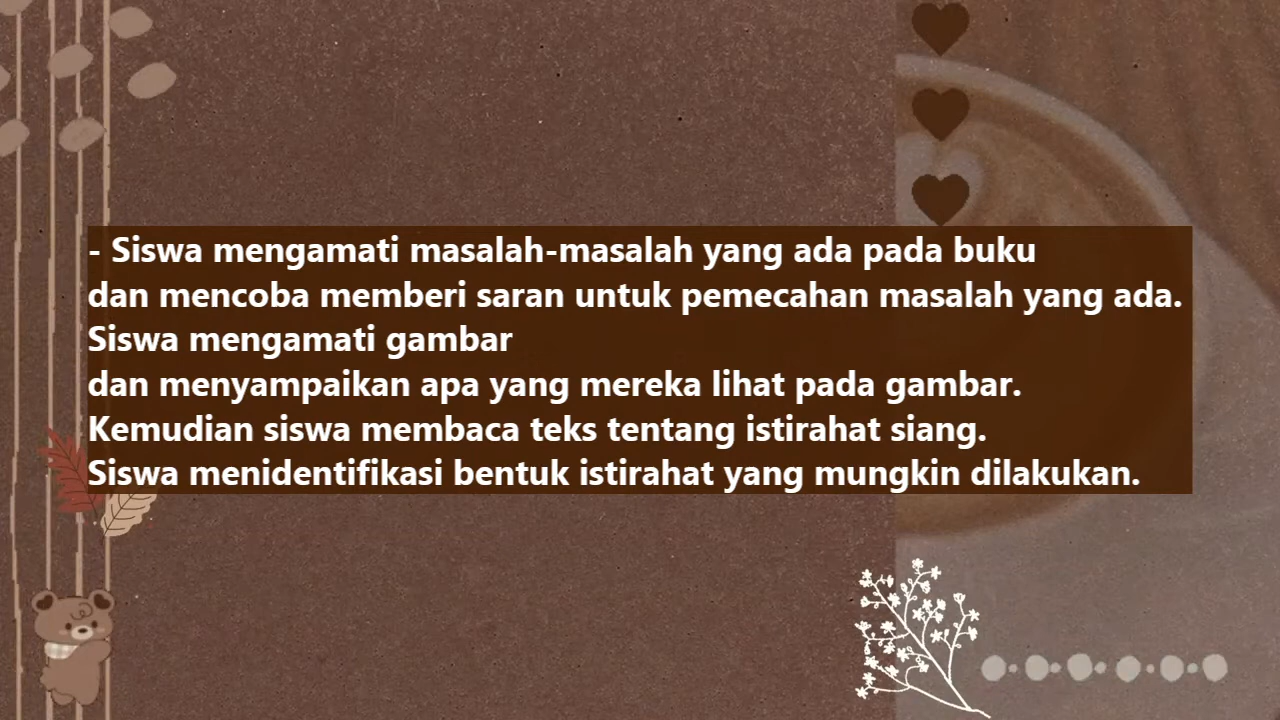 - Siswa mengamati masalah-masalah yang ada pada buku
dan mencoba memberi saran untuk pemecahan masalah yang ada.
Siswa mengamati gambar
dan menyampaikan apa yang mereka lihat pada gambar.
Kemudian siswa membaca teks tentang istirahat siang.
Siswa menidentifikasi bentuk istirahat yang mungkin dilakukan.